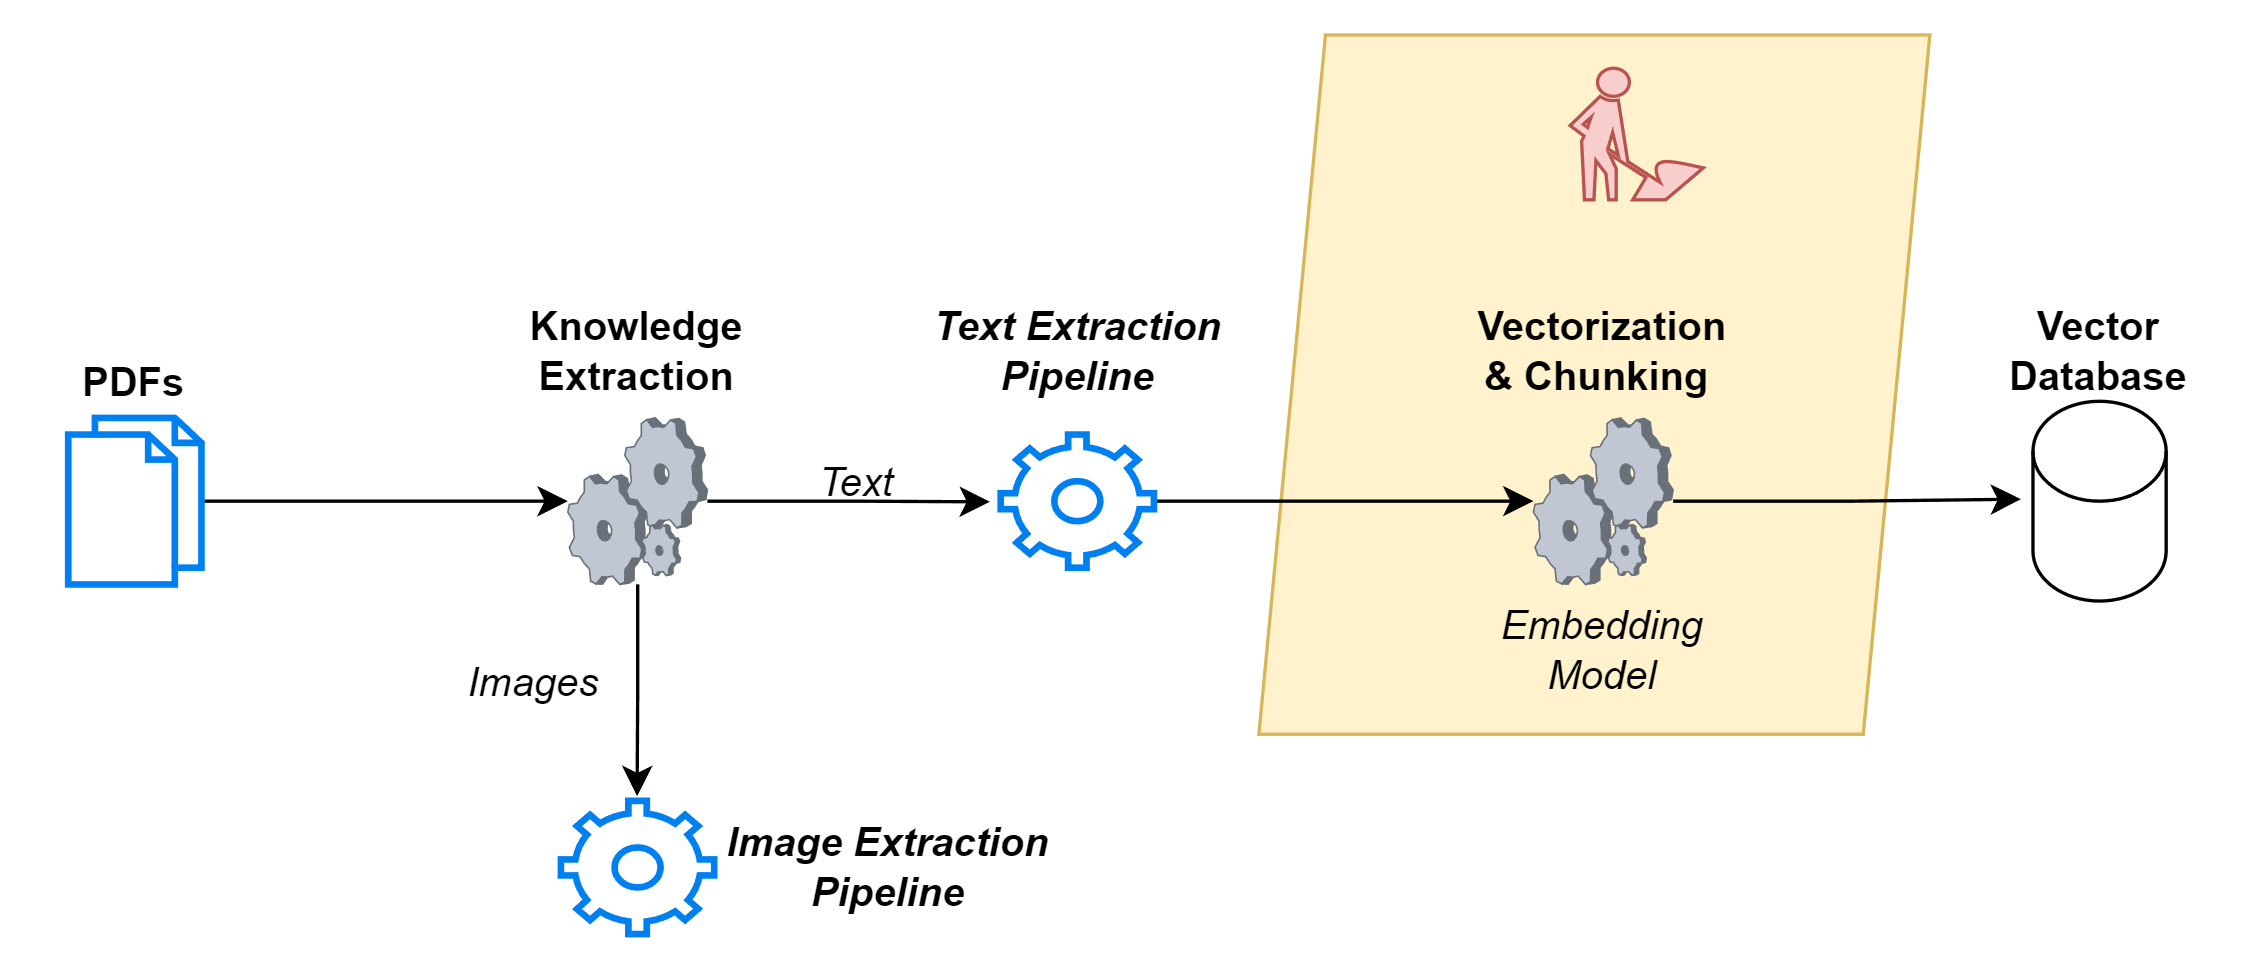 PDFs
Knowledge
Extraction
Text
Images
Text Extraction
Pipeline
Image Extraction
Pipeline
Vectorization
& Chunking
Embedding
Model
Vector
Database